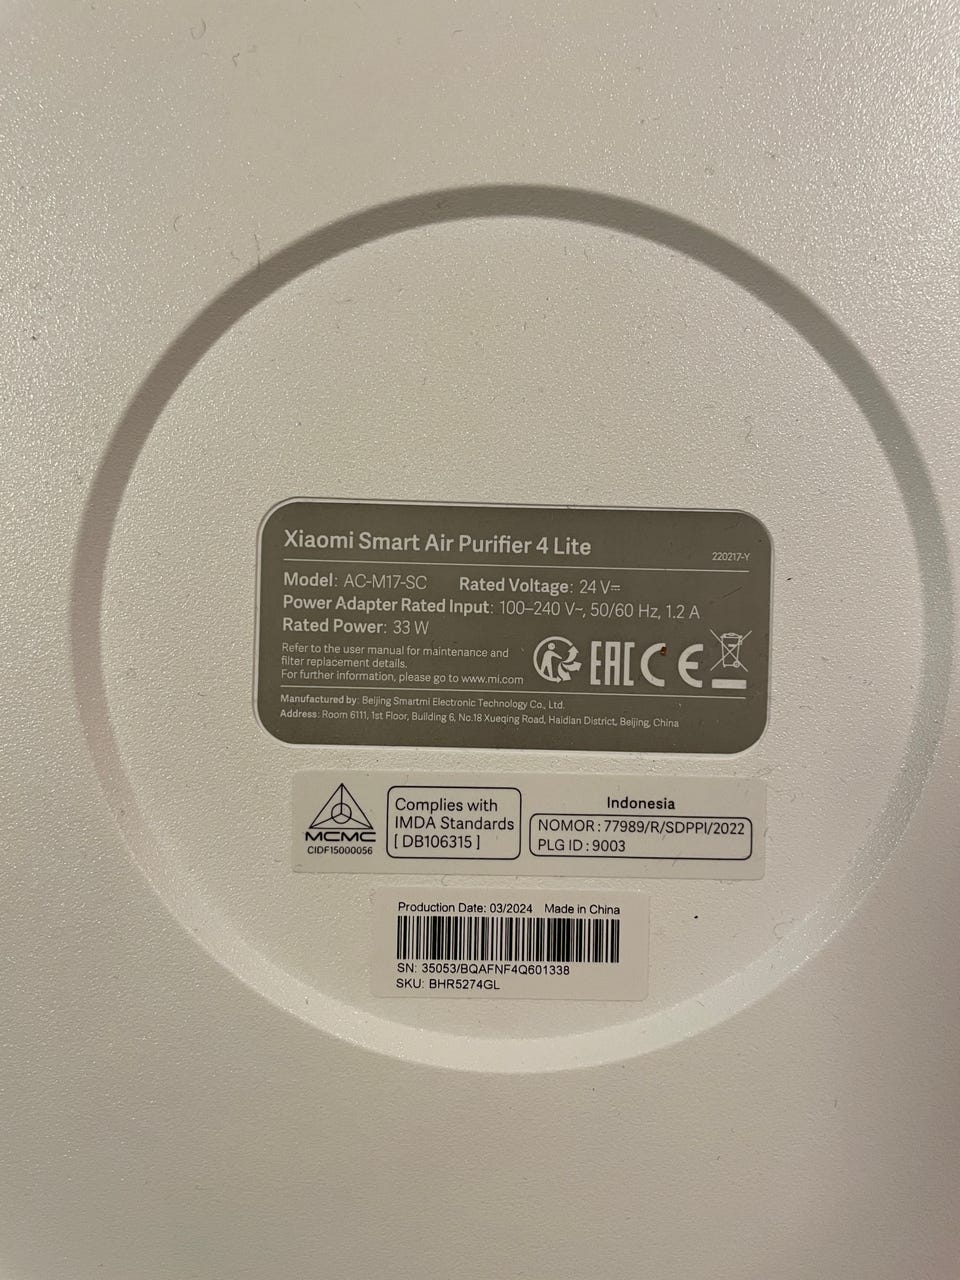 Xiaomi Smart Air Purifier 4 Lite
220217-Y
Model: AC-M17-SC Rated Voltage: 24 V⎓
Power Adapter Rated Input: 100–240 V~, 50/60 Hz, 1.2 A
Rated Power: 33 W
Refer to the user manual for maintenance and
filter replacement details.
For further information, please go to www.mi.com
EAC CE
Manufactured by: Beijing Smartmi Electronic Technology Co., Ltd.
Address: Room 6111, 1st Floor, Building 6, No.18 Xueqing Road, Haidian District, Beijing, China
MCMC
CIDF15000056
Complies with
IMDA Standards
[ DB106315 ]
Indonesia
NOMOR : 77989/R/SDPPI/2022
PLG ID : 9003
Production Date: 03/2024 Made in China
SN: 35053/BQAFNF4Q601338
SKU: BHR5274GL